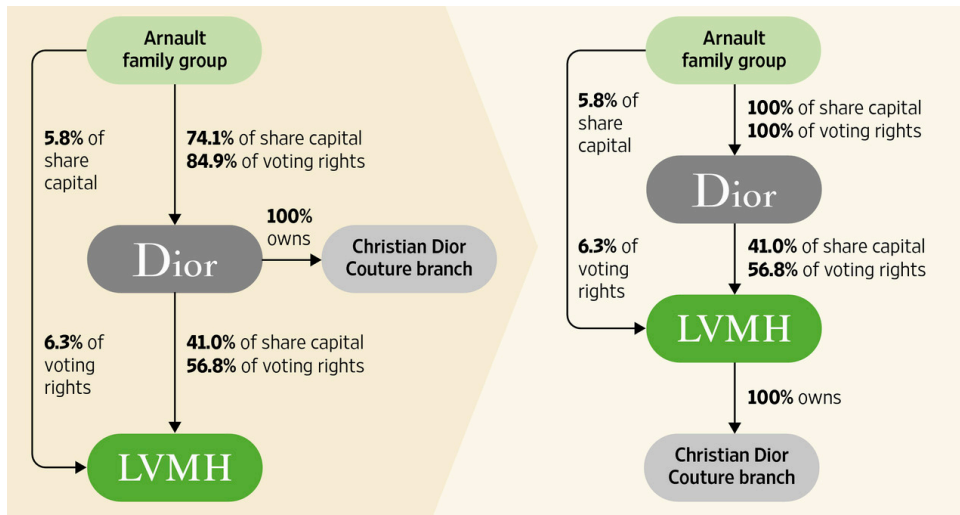 Arnault
family group
5.8% of
share
capital
74.1% of share capital
84.9% of voting rights
100%
owns
Dior
Christian Dior
Couture branch
6.3% of
voting
rights
41.0% of share capital
56.8% of voting rights
LVMH
Arnault
family group
5.8% of
share
capital
100% of share capital
100% of voting rights
Dior
6.3% of
voting
rights
41.0% of share capital
56.8% of voting rights
LVMH
100% owns
Christian Dior
Couture branch